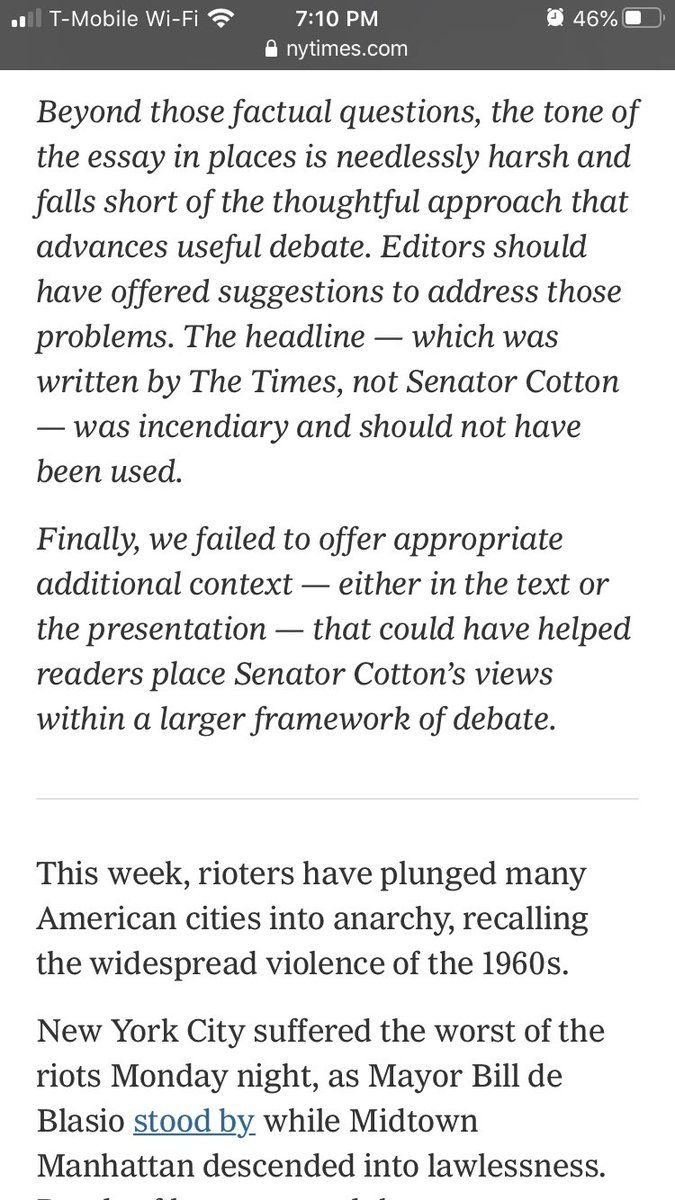 T-Mobile Wi-Fi 7:10 PM 46%
nytimes.com
Beyond those factual questions, the tone of
the essay in places is needlessly harsh and
falls short of the thoughtful approach that
advances useful debate. Editors should
have offered suggestions to address those
problems. The headline — which was
written by The Times, not Senator Cotton
— was incendiary and should not have
been used.
Finally, we failed to offer appropriate
additional context — either in the text or
the presentation — that could have helped
readers place Senator Cotton’s views
within a larger framework of debate.
This week, rioters have plunged many
American cities into anarchy, recalling
the widespread violence of the 1960s.
New York City suffered the worst of the
riots Monday night, as Mayor Bill de
Blasio stood by while Midtown
Manhattan descended into lawlessness.